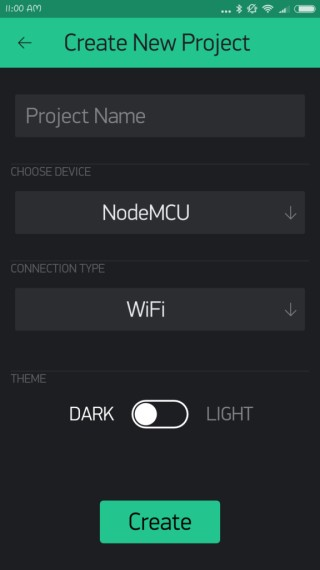 11:00 AM
Create New Project
Project Name
CHOOSE DEVICE
NodeMCU
CONNECTION TYPE
WiFi
THEME
DARK LIGHT
Create